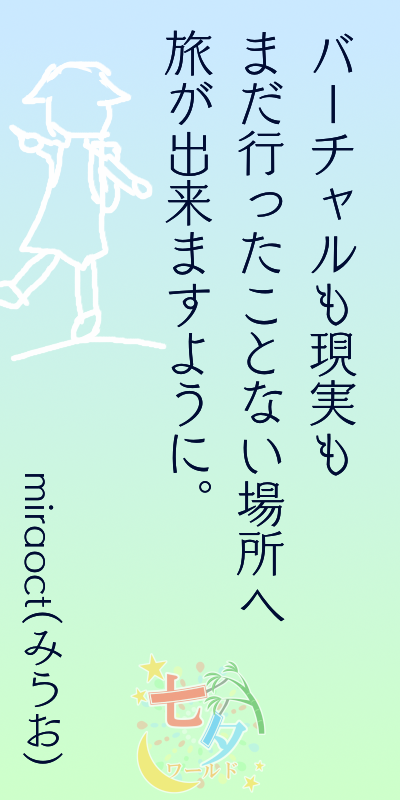 バーチャルも現実も
まだ行ったことない場所へ
旅が出来ますように。
miraoct(みらお)
七夕
ワールド